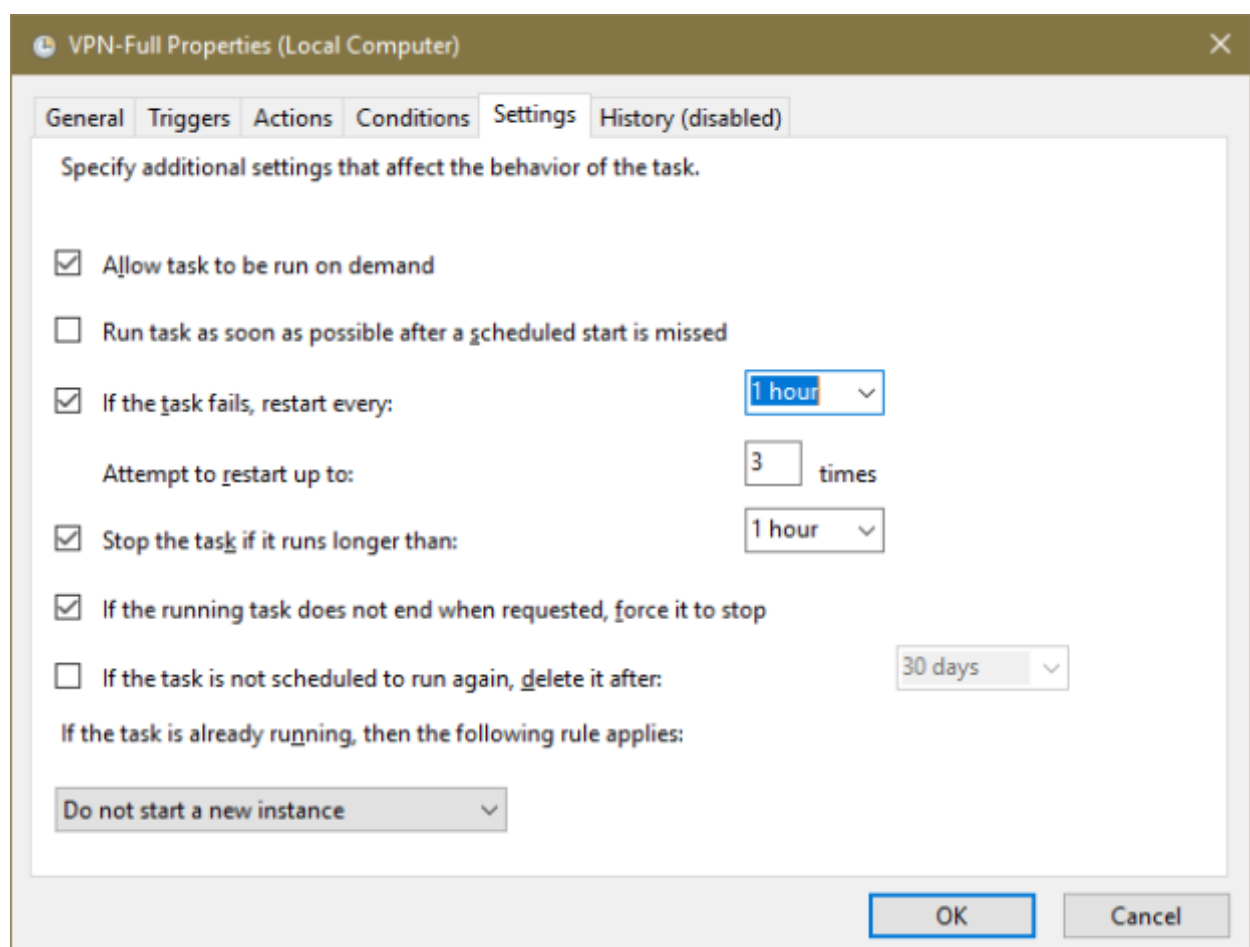 VPN-Full Properties (Local Computer)
General Triggers Actions Conditions Settings History (disabled)
Specify additional settings that affect the behavior of the task.
Allow task to be run on demand
Run task as soon as possible after a scheduled start is missed
If the task fails, restart every: 1 hour
Attempt to restart up to: 3 times
Stop the task if it runs longer than: 1 hour
If the running task does not end when requested, force it to stop
If the task is not scheduled to run again, delete it after: 30 days
If the task is already running, then the following rule applies:
Do not start a new instance
OK Cancel